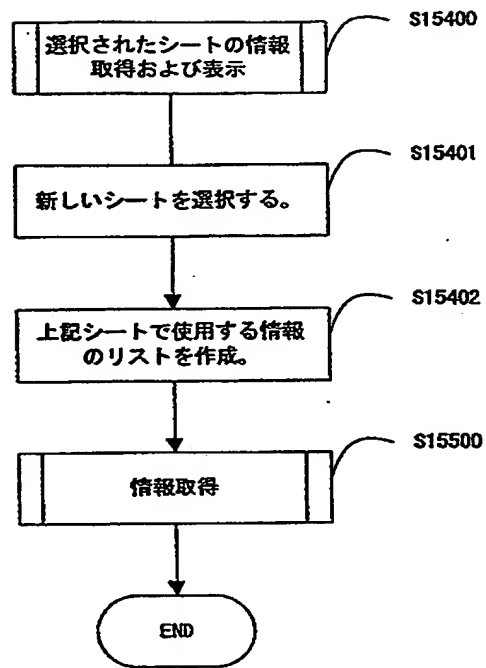 選択されたシートの情報
取得および表示
S15400
新しいシートを選択する。
S15401
上記シートで使用する情報
のリストを作成。
S15402
情報取得
S15500
END